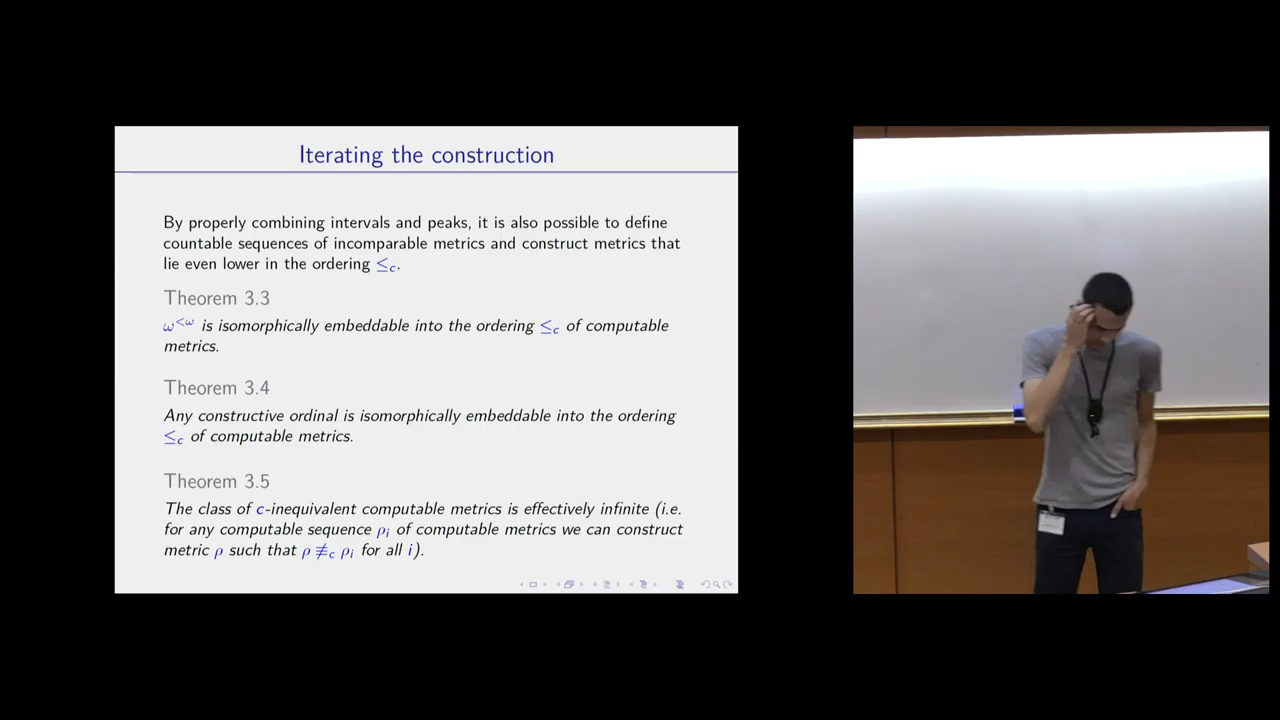 Iterating the construction
By properly combining intervals and peaks, it is also possible to define
countable sequences of incomparable metrics and construct metrics that
lie even lower in the ordering ≤c.
Theorem 3.3
ω<ω is isomorphically embeddable into the ordering ≤c of computable
metrics.
Theorem 3.4
Any constructive ordinal is isomorphically embeddable into the ordering
≤c of computable metrics.
Theorem 3.5
The class of c-inequivalent computable metrics is effectively infinite (i.e.
for any computable sequence ρi of computable metrics we can construct
metric ρ such that ρ ≢c ρi for all i).